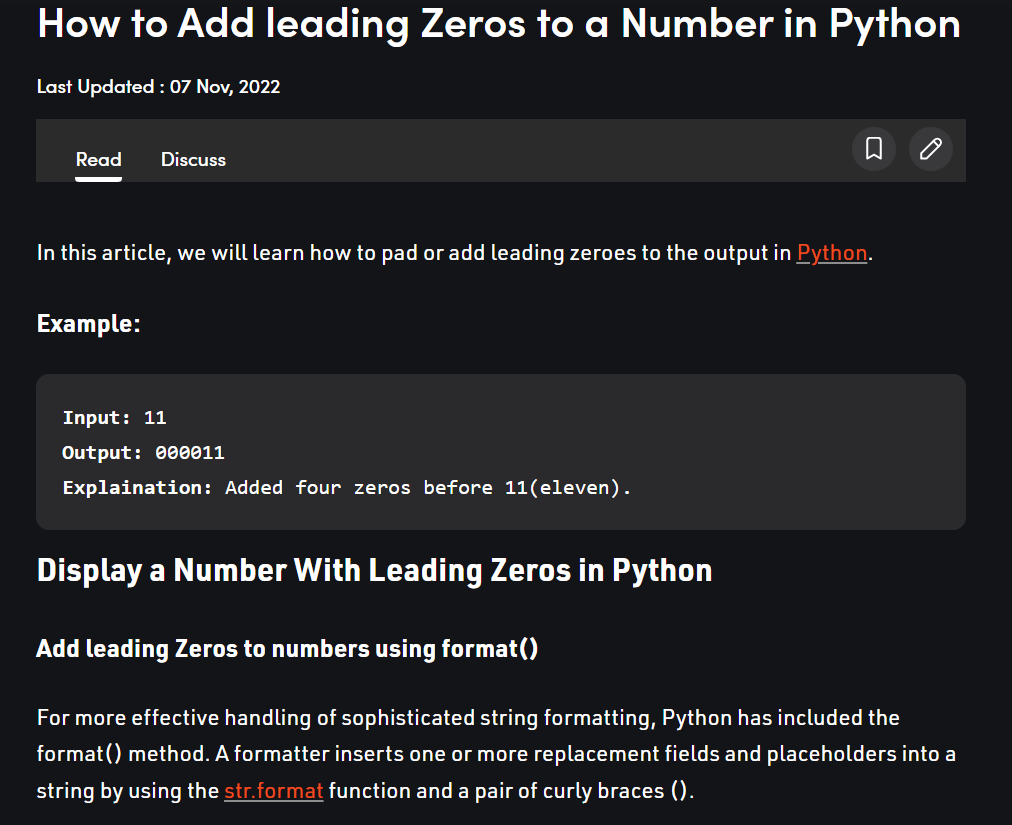 How to Add leading Zeros to a Number in Python
Last Updated : 07 Nov, 2022
Read Discuss
In this article, we will learn how to pad or add leading zeroes to the output in Python.
Example:
Input: 11
Output: 000011
Explaination: Added four zeros before 11(eleven).
Display a Number With Leading Zeros in Python
Add leading Zeros to numbers using format()
For more effective handling of sophisticated string formatting, Python has included the
format() method. A formatter inserts one or more replacement fields and placeholders into a
string by using the str.format function and a pair of curly braces ().